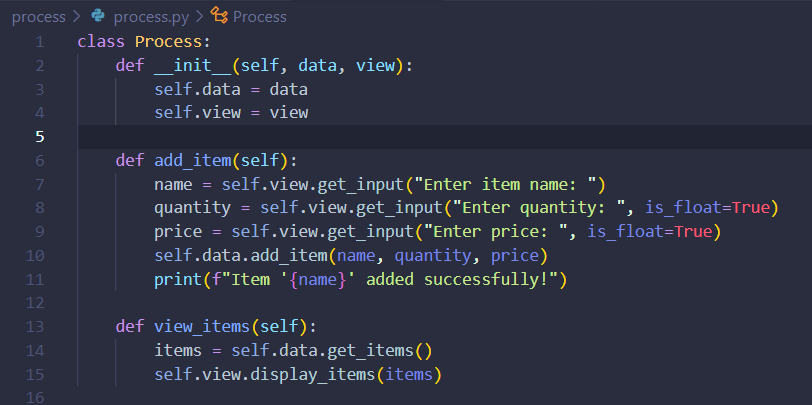 process > process.py > Process
1 class Process:
2     def __init__(self, data, view):
3         self.data = data
4         self.view = view
5
6     def add_item(self):
7         name = self.view.get_input("Enter item name: ")
8         quantity = self.view.get_input("Enter quantity: ", is_float=True)
9         price = self.view.get_input("Enter price: ", is_float=True)
10         self.data.add_item(name, quantity, price)
11         print(f"Item '{name}' added successfully!")
12
13     def view_items(self):
14         items = self.data.get_items()
15         self.view.display_items(items)
16